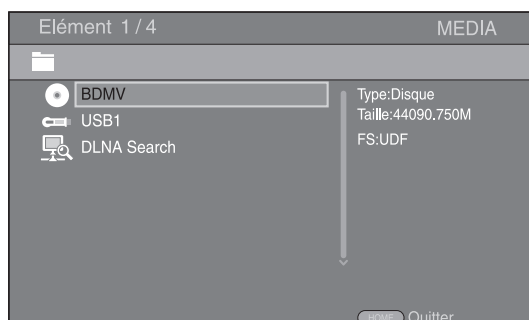 Elément 1 / 4
MEDIA
BDMV
USB1
DLNA Search
Type:Disque
Taille:44090.750M
FS:UDF
HOME Quitter